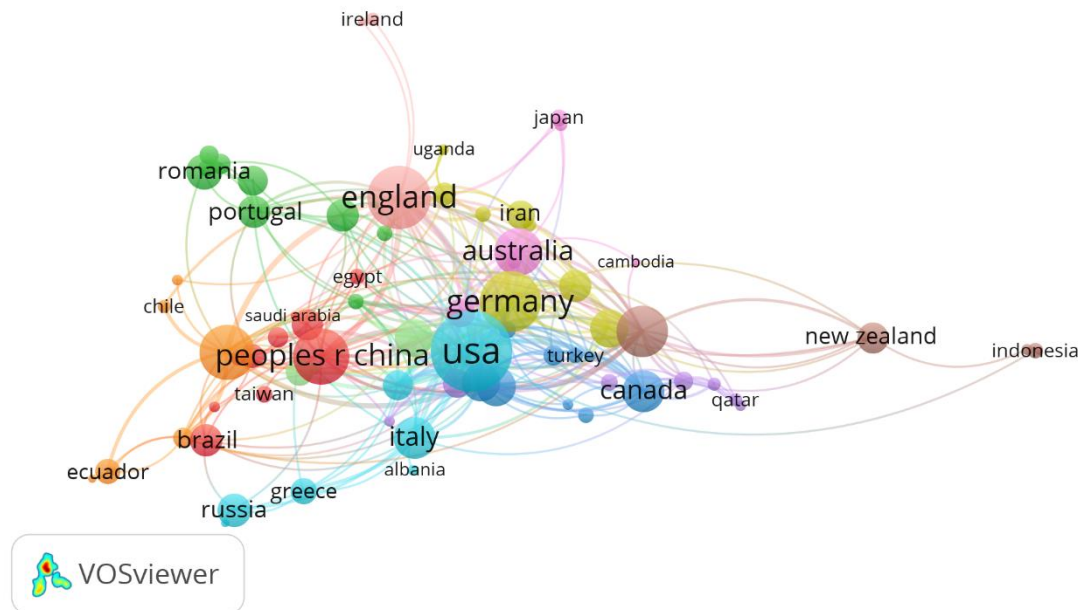 ireland
japan
uganda
romania
england
iran
portugal
australia
cambodia
egypt
germany
chile
saudi arabia
new zealand
usa
indonesia
peoples r china
turkey
canada
taiwan
qatar
brazil
italy
albania
ecuador
greece
russia
VOSviewer